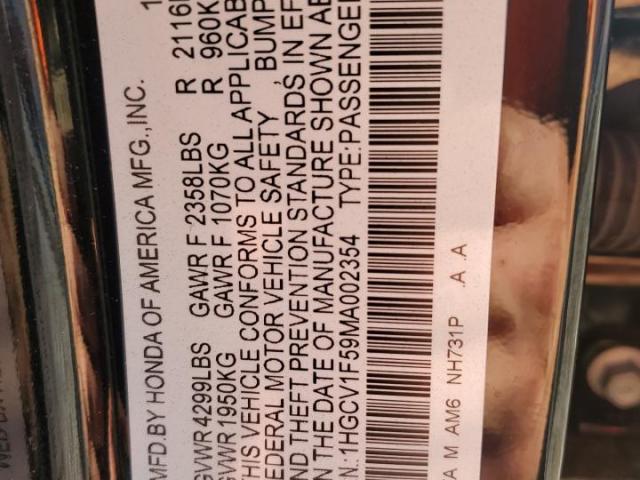 MFD.BY HONDA OF AMERICA MFG.,INC. 1
GVWR4299LBS GAWR F 2358LBS R 2116
GVWR1950KG GAWR F 1070KG R 960K
THIS VEHICLE CONFORMS TO ALL APPLICAB
FEDERAL MOTOR VEHICLE SAFETY BUMP
AND THEFT PREVENTION STANDARDS IN EF
ON THE DATE OF MANUFACTURE SHOWN AB
N.:1HGCV1F59MA002354 TYPE:PASSENGE
A M AM6 NH731P .A .A